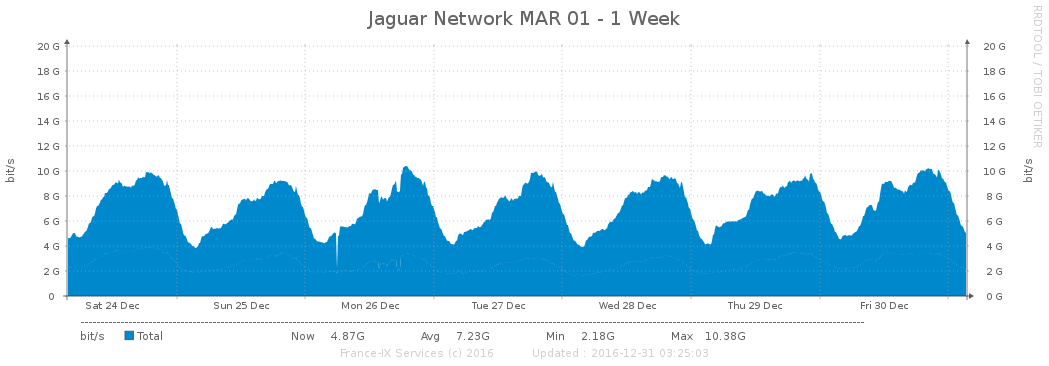 Jaguar Network MAR 01 - 1 Week
RRDTOOL / TOBI OETIKER
bit/s
20 G 20 G
18 G 18 G
16 G 16 G
14 G 14 G
12 G 12 G
10 G 10 G
8 G 8 G
6 G 6 G
4 G 4 G
2 G 2 G
0 0 G
bit/s
Sat 24 Dec Sun 25 Dec Mon 26 Dec Tue 27 Dec Wed 28 Dec Thu 29 Dec Fri 30 Dec
bit/s Total Now 4.87G Avg 7.23G Min 2.18G Max 10.38G
France-IX Services (c) 2016 Updated : 2016-12-31 03:25:03